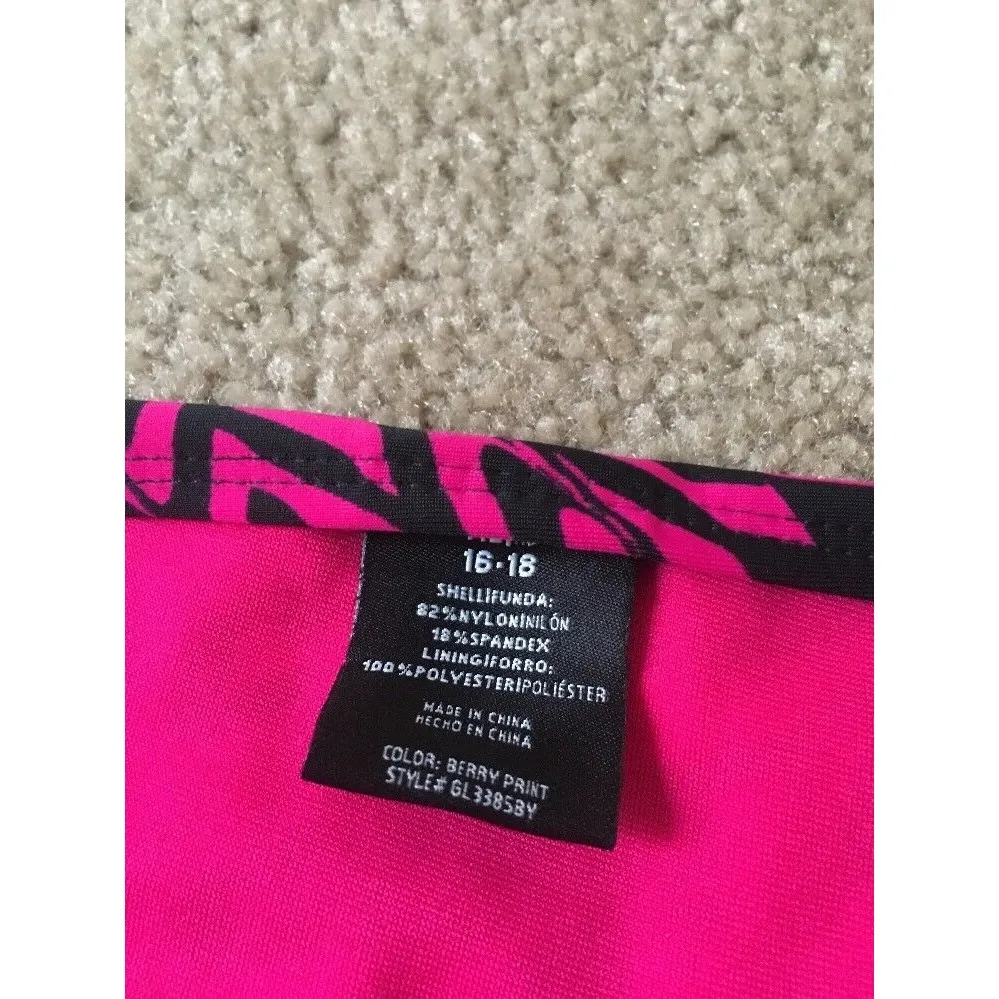 16-18
SHELL|FUNDA:
82%NYLON|NILÓN
18%SPANDEX
LINING|FORRO:
100%POLYESTER|POLIÉSTER
MADE IN CHINA
HECHO EN CHINA
COLOR: BERRY PRINT
STYLE# GL3385BY